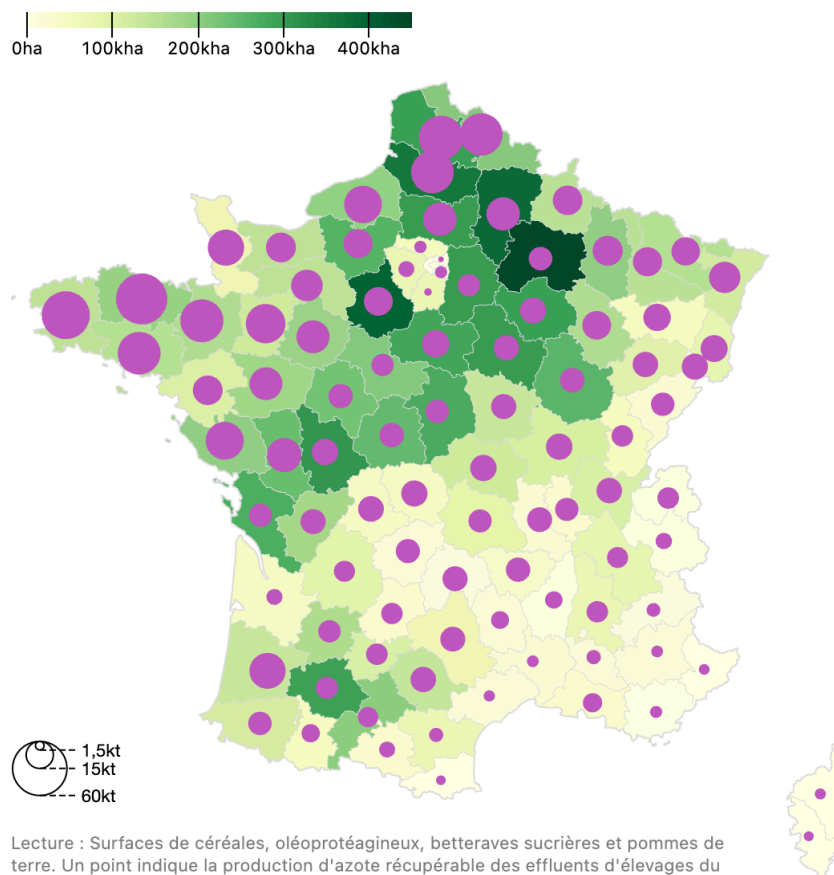 0ha 100kha 200kha 300kha 400kha
1,5kt
15kt
60kt
Lecture : Surfaces de céréales, oléoprotéagineux, betteraves sucrières et pommes de
terre. Un point indique la production d'azote récupérable des effluents d'élevages du